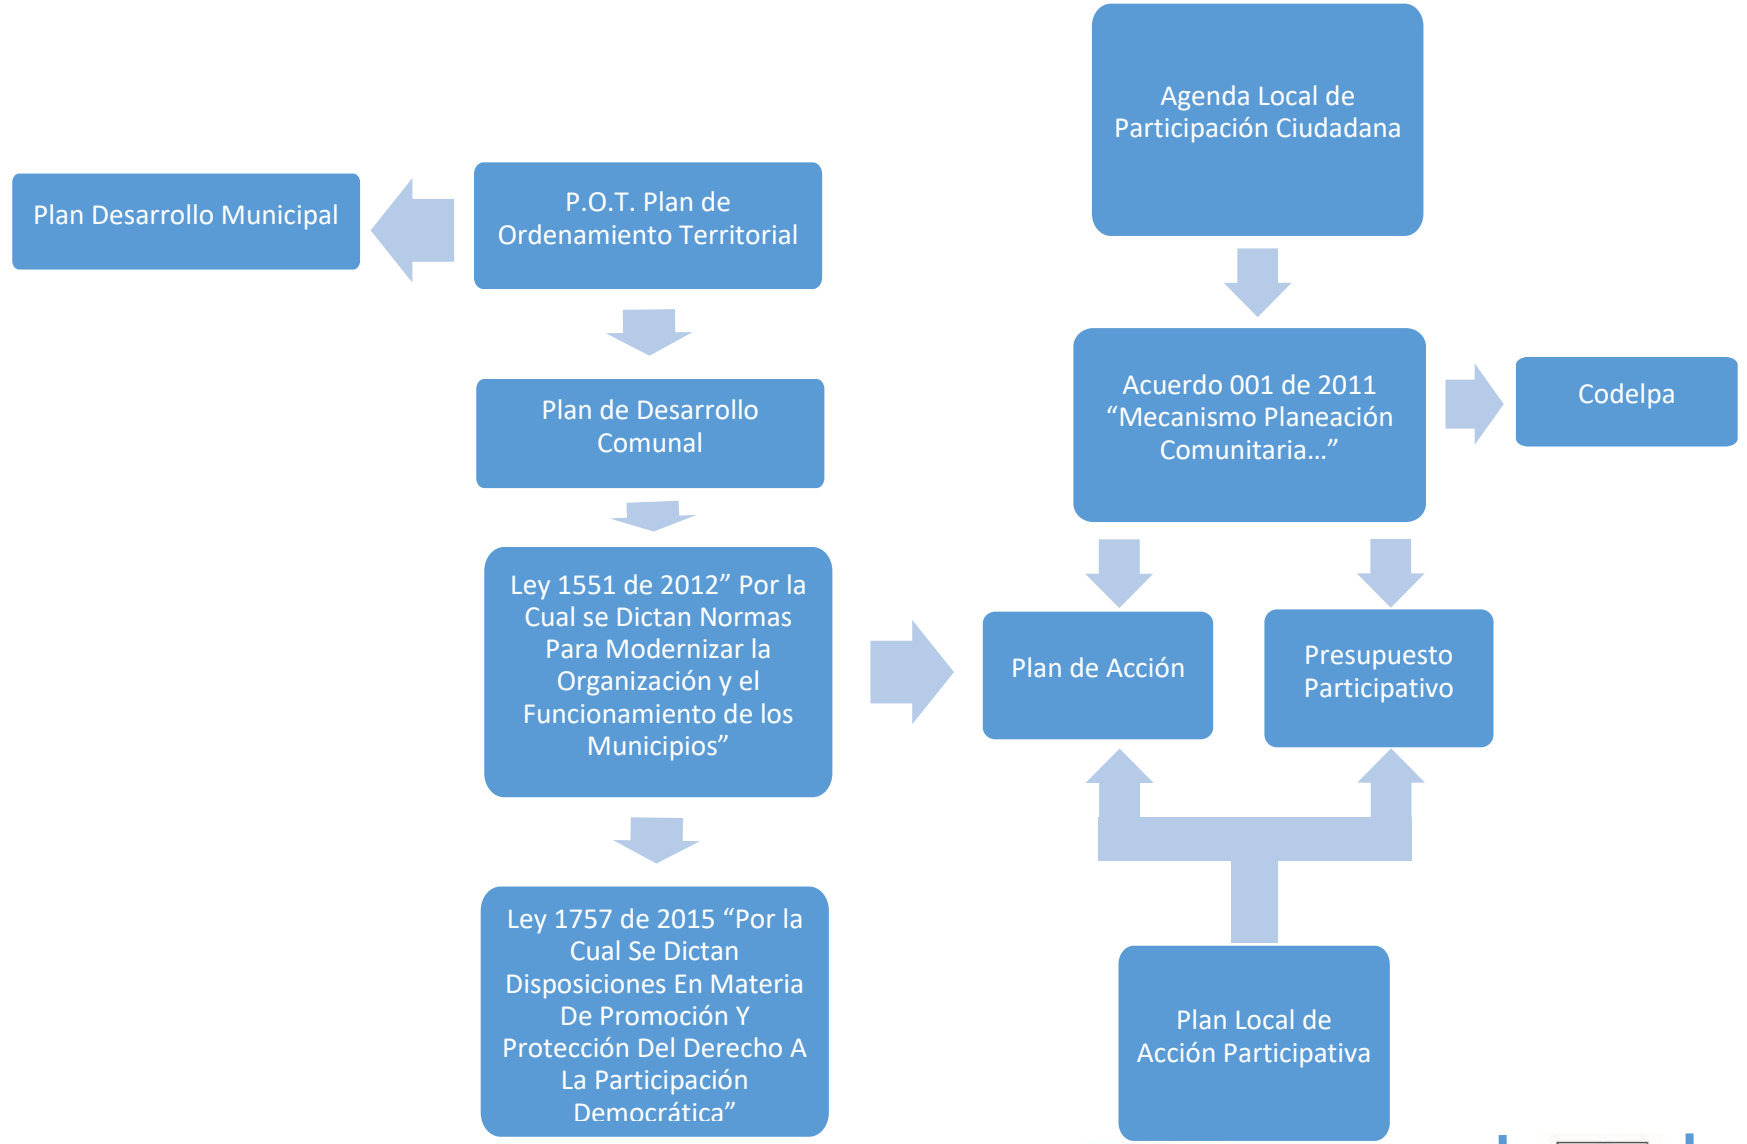 Agenda Local de
Participación Ciudadana
Plan Desarrollo Municipal
P.O.T. Plan de
Ordenamiento Territorial
Plan de Desarrollo
Comunal
Acuerdo 001 de 2011
“Mecanismo Planeación
Comunitaria...”
Codelpa
Ley 1551 de 2012” Por la
Cual se Dictan Normas
Para Modernizar la
Organización y el
Funcionamiento de los
Municipios”
Plan de Acción
Presupuesto
Participativo
Ley 1757 de 2015 “Por la
Cual Se Dictan
Disposiciones En Materia
De Promoción Y
Protección Del Derecho A
La Participación
Democrática”
Plan Local de
Acción Participativa